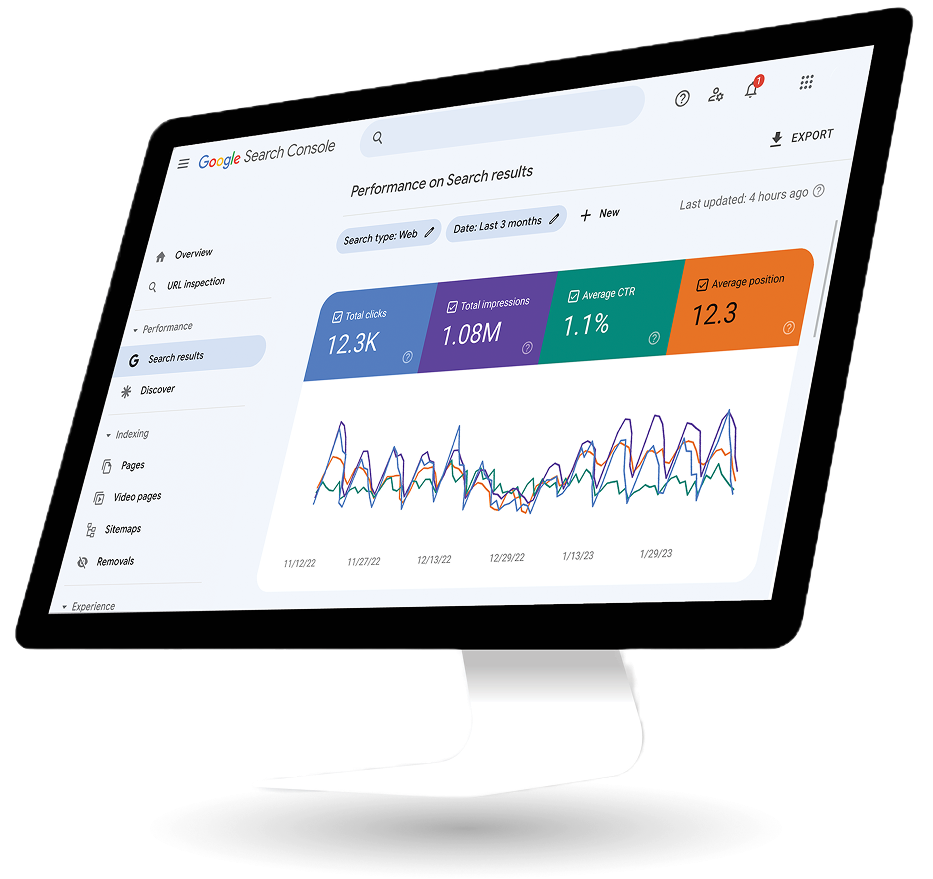 Google Search Console
1
EXPORT
Performance on Search results
Search type: Web
Date: Last 3 months
+ New
Last updated: 4 hours ago
Overview
URL inspection
Performance
G Search results
Discover
Indexing
Pages
Video pages
Sitemaps
Removals
Experience
Total clicks
12.3K
Total impressions
1.08M
Average CTR
1.1%
Average position
12.3
11/12/22
11/27/22
12/13/22
12/29/22
1/13/23
1/29/23